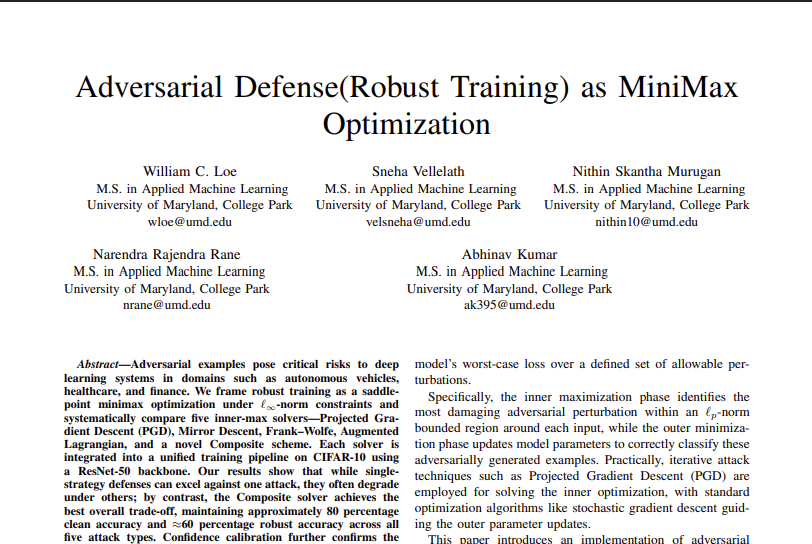 Adversarial Defense(Robust Training) as MiniMax
Optimization
William C. Loe
M.S. in Applied Machine Learning
University of Maryland, College Park
wloe@umd.edu
Sneha Vellelath
M.S. in Applied Machine Learning
University of Maryland, College Park
velsneha@umd.edu
Nithin Skantha Murugan
M.S. in Applied Machine Learning
University of Maryland, College Park
nithin10@umd.edu
Narendra Rajendra Rane
M.S. in Applied Machine Learning
University of Maryland, College Park
nrane@umd.edu
Abhinav Kumar
M.S. in Applied Machine Learning
University of Maryland, College Park
ak395@umd.edu
Abstract—Adversarial examples pose critical risks to deep
learning systems in domains such as autonomous vehicles,
healthcare, and finance. We frame robust training as a saddle-
point minimax optimization under ℓ∞-norm constraints and
systematically compare five inner-max solvers—Projected Gra-
dient Descent (PGD), Mirror Descent, Frank–Wolfe, Augmented
Lagrangian, and a novel Composite scheme. Each solver is
integrated into a unified training pipeline on CIFAR-10 using
a ResNet-50 backbone. Our results show that while single-
strategy defenses can excel against one attack, they often degrade
under others; by contrast, the Composite solver achieves the
best overall trade-off, maintaining approximately 80 percentage
clean accuracy and ≈60 percentage robust accuracy across all
five attack types. Confidence calibration further confirms the
model's worst-case loss over a defined set of allowable per-
turbations.
Specifically, the inner maximization phase identifies the
most damaging adversarial perturbation within an ℓp-norm
bounded region around each input, while the outer minimiza-
tion phase updates model parameters to correctly classify these
adversarially generated examples. Practically, iterative attack
techniques such as Projected Gradient Descent (PGD) are
employed for solving the inner optimization, with standard
optimization algorithms like stochastic gradient descent guid-
ing the outer parameter updates.
This paper introduces an implementation of adversarial